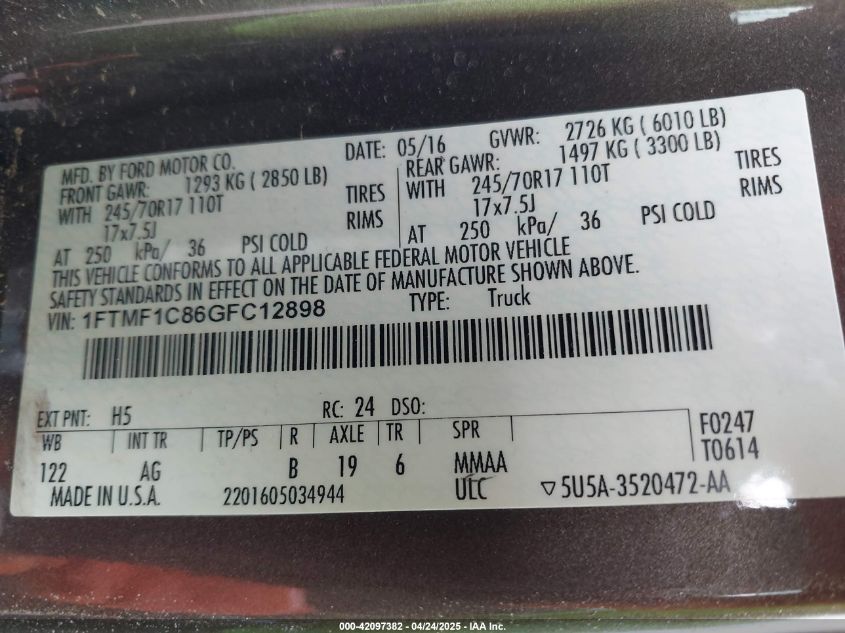 MFD. BY FORD MOTOR CO. DATE: 05/16 GVWR: 2726 KG ( 6010 LB)
FRONT GAWR: 1293 KG ( 2850 LB) REAR GAWR: 1497 KG ( 3300 LB)
WITH 245/70R17 110T TIRES WITH 245/70R17 110T TIRES
17x7.5J RIMS 17x7.5J RIMS
AT 250 kPa/ 36 PSI COLD AT 250 kPa/ 36 PSI COLD
THIS VEHICLE CONFORMS TO ALL APPLICABLE FEDERAL MOTOR VEHICLE
SAFETY STANDARDS IN EFFECT ON THE DATE OF MANUFACTURE SHOWN ABOVE.
VIN: 1FTMF1C86GFC12898 TYPE: Truck
EXT PNT: H5 RC: 24 DSO:
WB INT TR TP/PS R AXLE TR SPR F0247
122 AG B 19 6 MMAA T0614
MADE IN U.S.A. 2201605034944 ULC ▽5U5A-3520472-AA
000-42097382 - 04/24/2025 - IAA Inc.